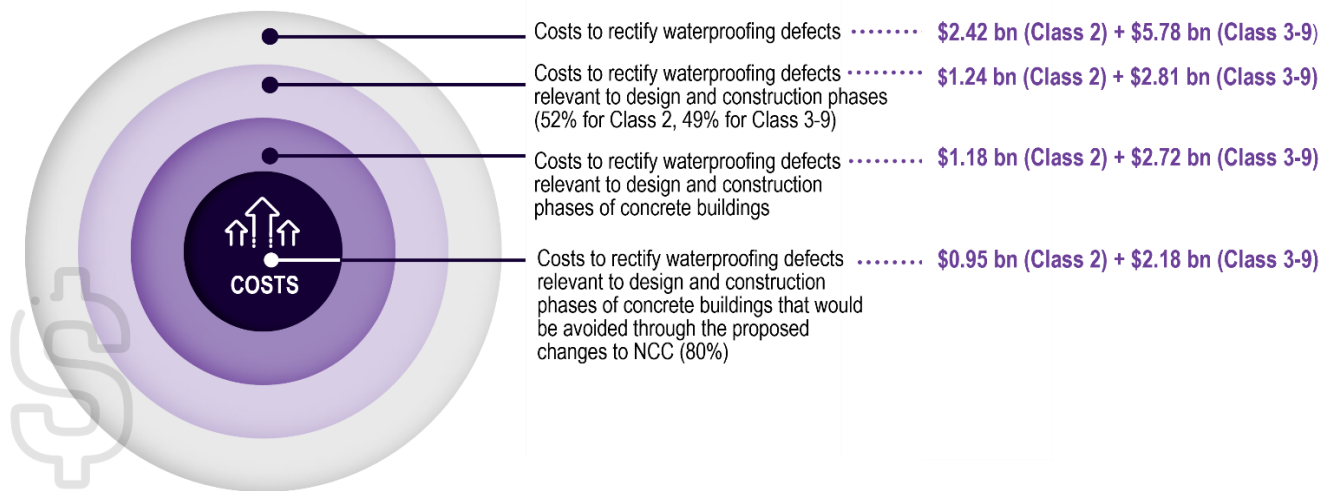 Costs to rectify waterproofing defects ········ $2.42 bn (Class 2) + $5.78 bn (Class 3-9)
Costs to rectify waterproofing defects ········ $1.24 bn (Class 2) + $2.81 bn (Class 3-9)
relevant to design and construction phases
(52% for Class 2, 49% for Class 3-9)
Costs to rectify waterproofing defects ········ $1.18 bn (Class 2) + $2.72 bn (Class 3-9)
relevant to design and construction
phases of concrete buildings
Costs to rectify waterproofing defects ········ $0.95 bn (Class 2) + $2.18 bn (Class 3-9)
relevant to design and construction
phases of concrete buildings that would
be avoided through the proposed
changes to NCC (80%)
COSTS
$